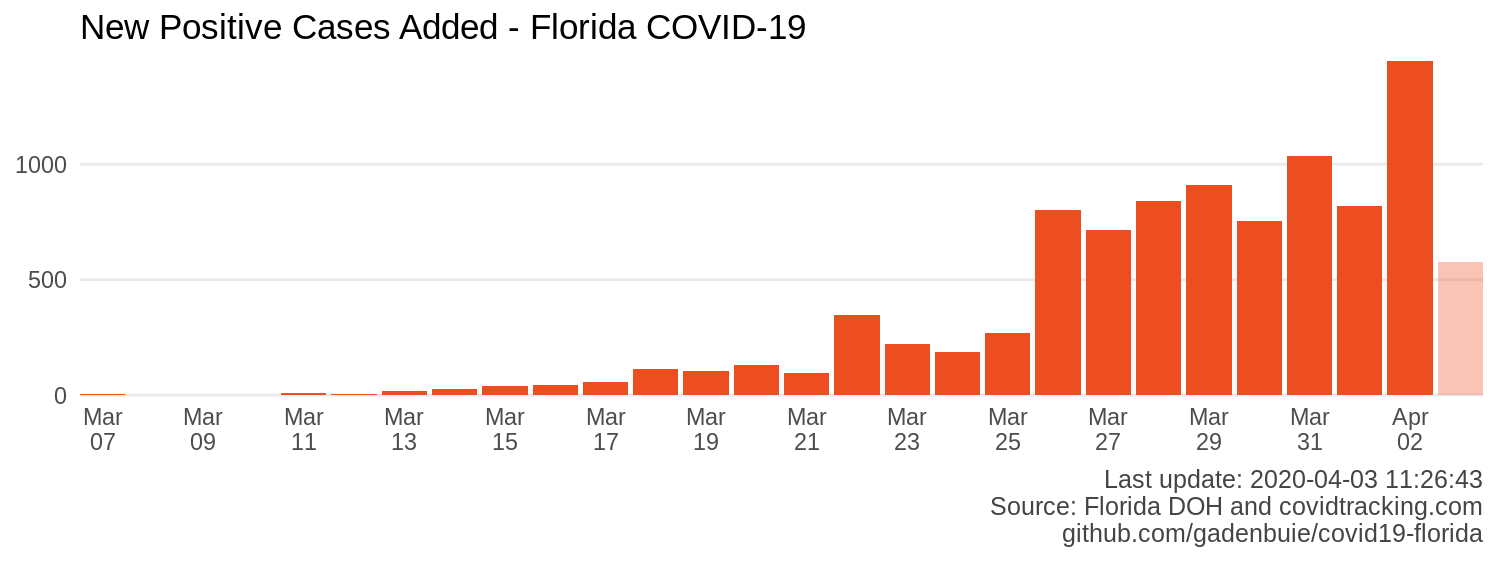 New Positive Cases Added - Florida COVID-19
1000
500
0
Mar Mar Mar Mar Mar Mar Mar Mar Mar Mar Mar Mar Mar Apr
07 09 11 13 15 17 19 21 23 25 27 29 31 02
Last update: 2020-04-03 11:26:43
Source: Florida DOH and covidtracking.com
github.com/gadenbuie/covid19-florida